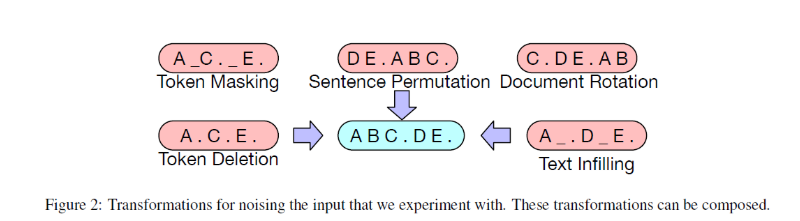 A _ C . _ E . D E . A B C . C . D E . A B
Token Masking Sentence Permutation Document Rotation
A . C . E . A B C . D E . A _ . D _ E .
Token Deletion Text Infilling
Figure 2: Transformations for noising the input that we experiment with. These transformations can be composed.